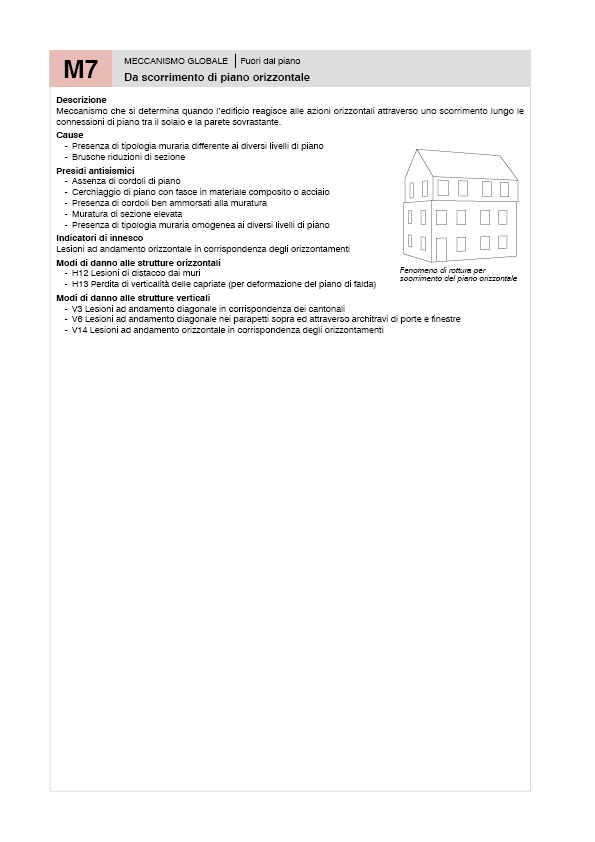 M7
MECCANISMO GLOBALE | Fuori dal piano
Da scorrimento di piano orizzontale
Descrizione
Meccanismo che si determina quando l'edificio reagisce alle azioni orizzontali attraverso uno scorrimento lungo le
connessioni di piano tra il solaio e la parete sovrastante.
Cause
- Presenza di tipologia muraria differente ai diversi livelli di piano
- Brusche riduzioni di sezione
Presidi antisismici
- Assenza di cordoli di piano
- Cerchiaggio di piano con fasce in materiale composito o acciaio
- Presenza di cordoli ben ammorsati alla muratura
- Muratura di sezione elevata
- Presenza di tipologia muraria omogenea ai diversi livelli di piano
Indicatori di innesco
Lesioni ad andamento orizzontale in corrispondenza degli orizzontamenti
Modi di danno alle strutture orizzontali
- H12 Lesioni di distacco dai muri
- H13 Perdita di verticalità delle capriate (per deformazione del piano di falda)
Modi di danno alle strutture verticali
- V3 Lesioni ad andamento diagonale in corrispondenza dei cantonali
- V6 Lesioni ad andamento diagonale nei parapetti sopra ed attraverso architravi di porte e finestre
- V14 Lesioni ad andamento orizzontale in corrispondenza degli orizzontamenti
Fenomeno di rottura per
scorrimento del piano orizzontale